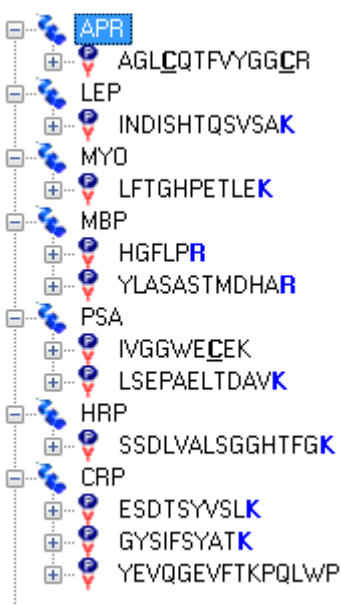 APR
AGLCQTFVYGGCR
LEP
INDISHTQSVSAK
MYO
LFTGHPETLEK
MBP
HGFLPR
YLASASTMDHAR
PSA
IVGGWECEK
LSEPAELTDAVK
HRP
SSDLVALSGGHTFGK
CRP
ESDTSYVSLK
GYSIFSYATK
YEVQGEVFTKPQLWP